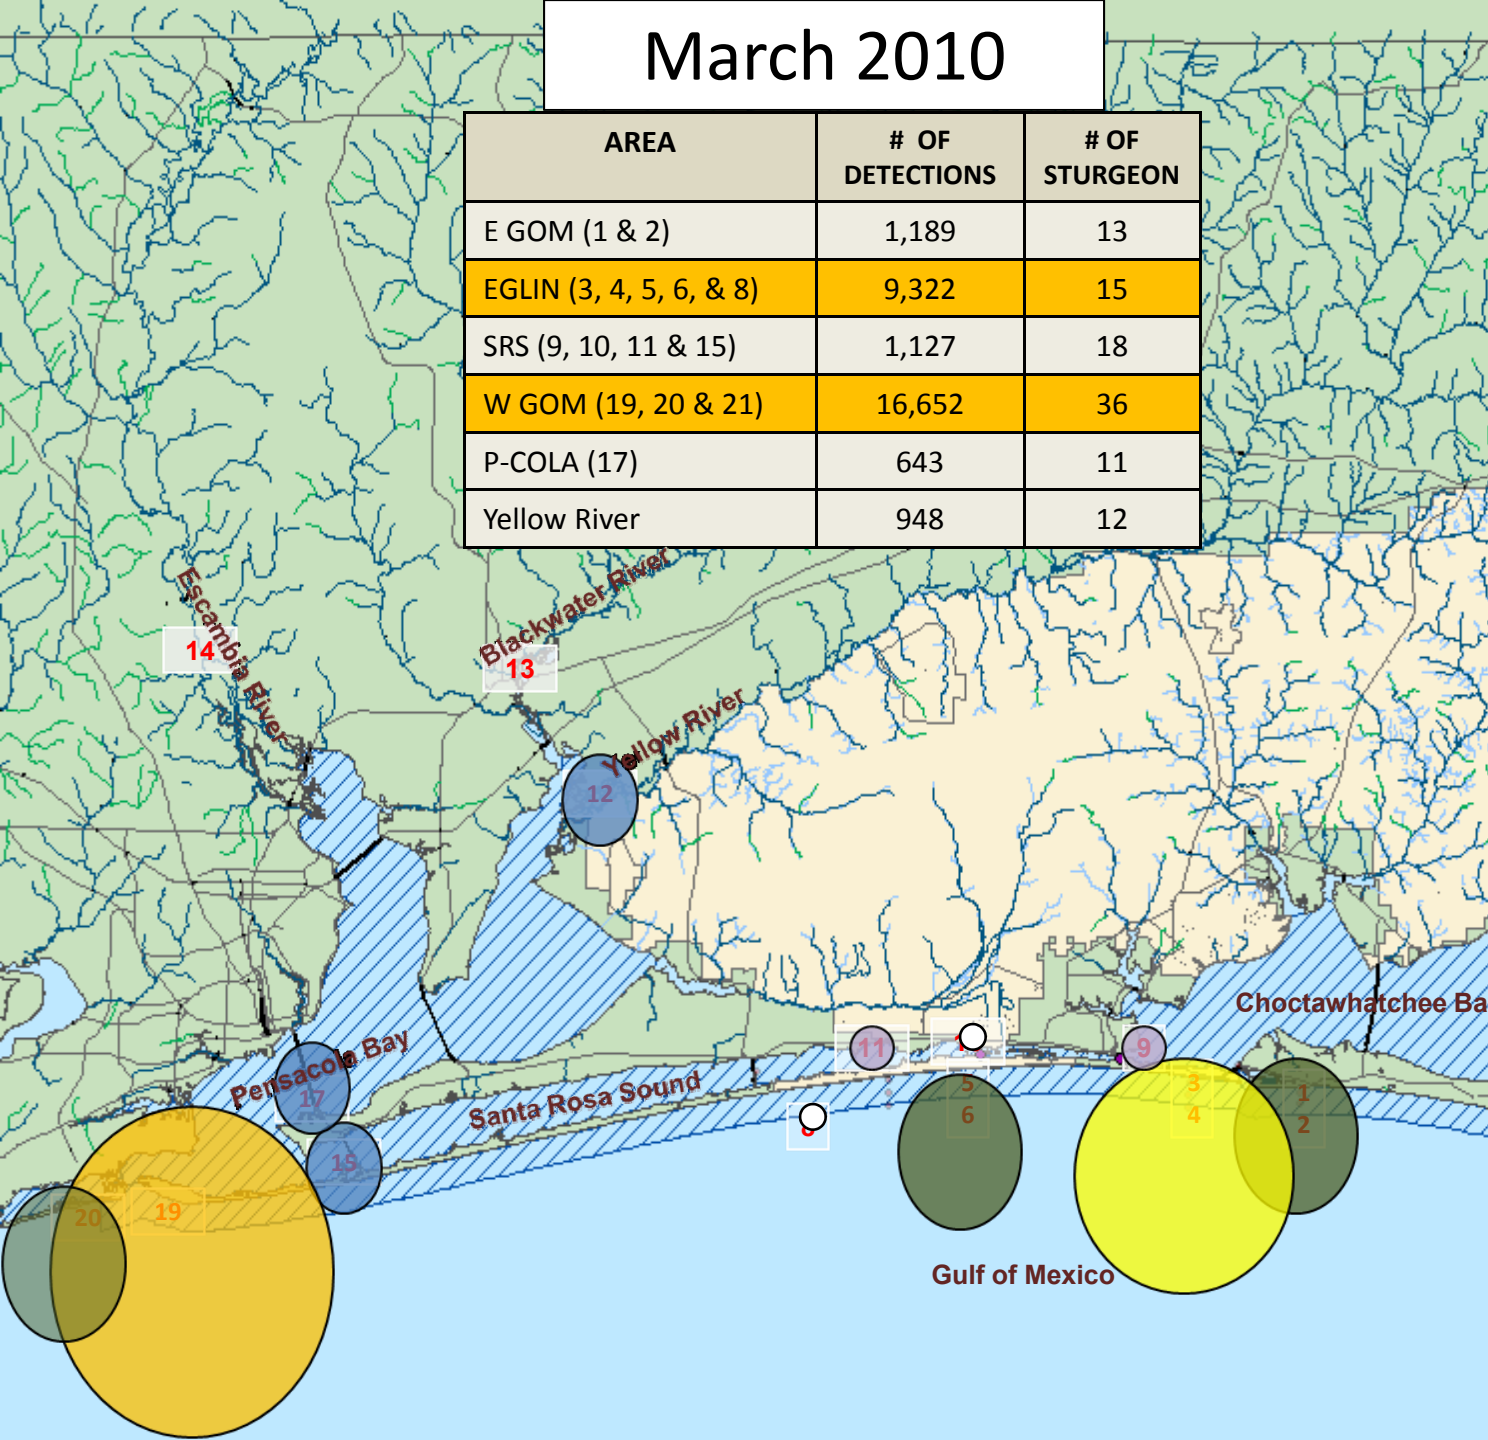 March 2010
AREA # OF DETECTIONS # OF STURGEON
E GOM (1 & 2) 1,189 13
EGLIN (3, 4, 5, 6, & 8) 9,322 15
SRS (9, 10, 11 & 15) 1,127 18
W GOM (19, 20 & 21) 16,652 36
P-COLA (17) 643 11
Yellow River 948 12
Escambia River
14
Blackwater River
13
Yellow River
12
Choctawhatchee Ba
Pensacola Bay
17
11
9
Santa Rosa Sound
5
6
3
4
1
2
15
20
19
Gulf of Mexico